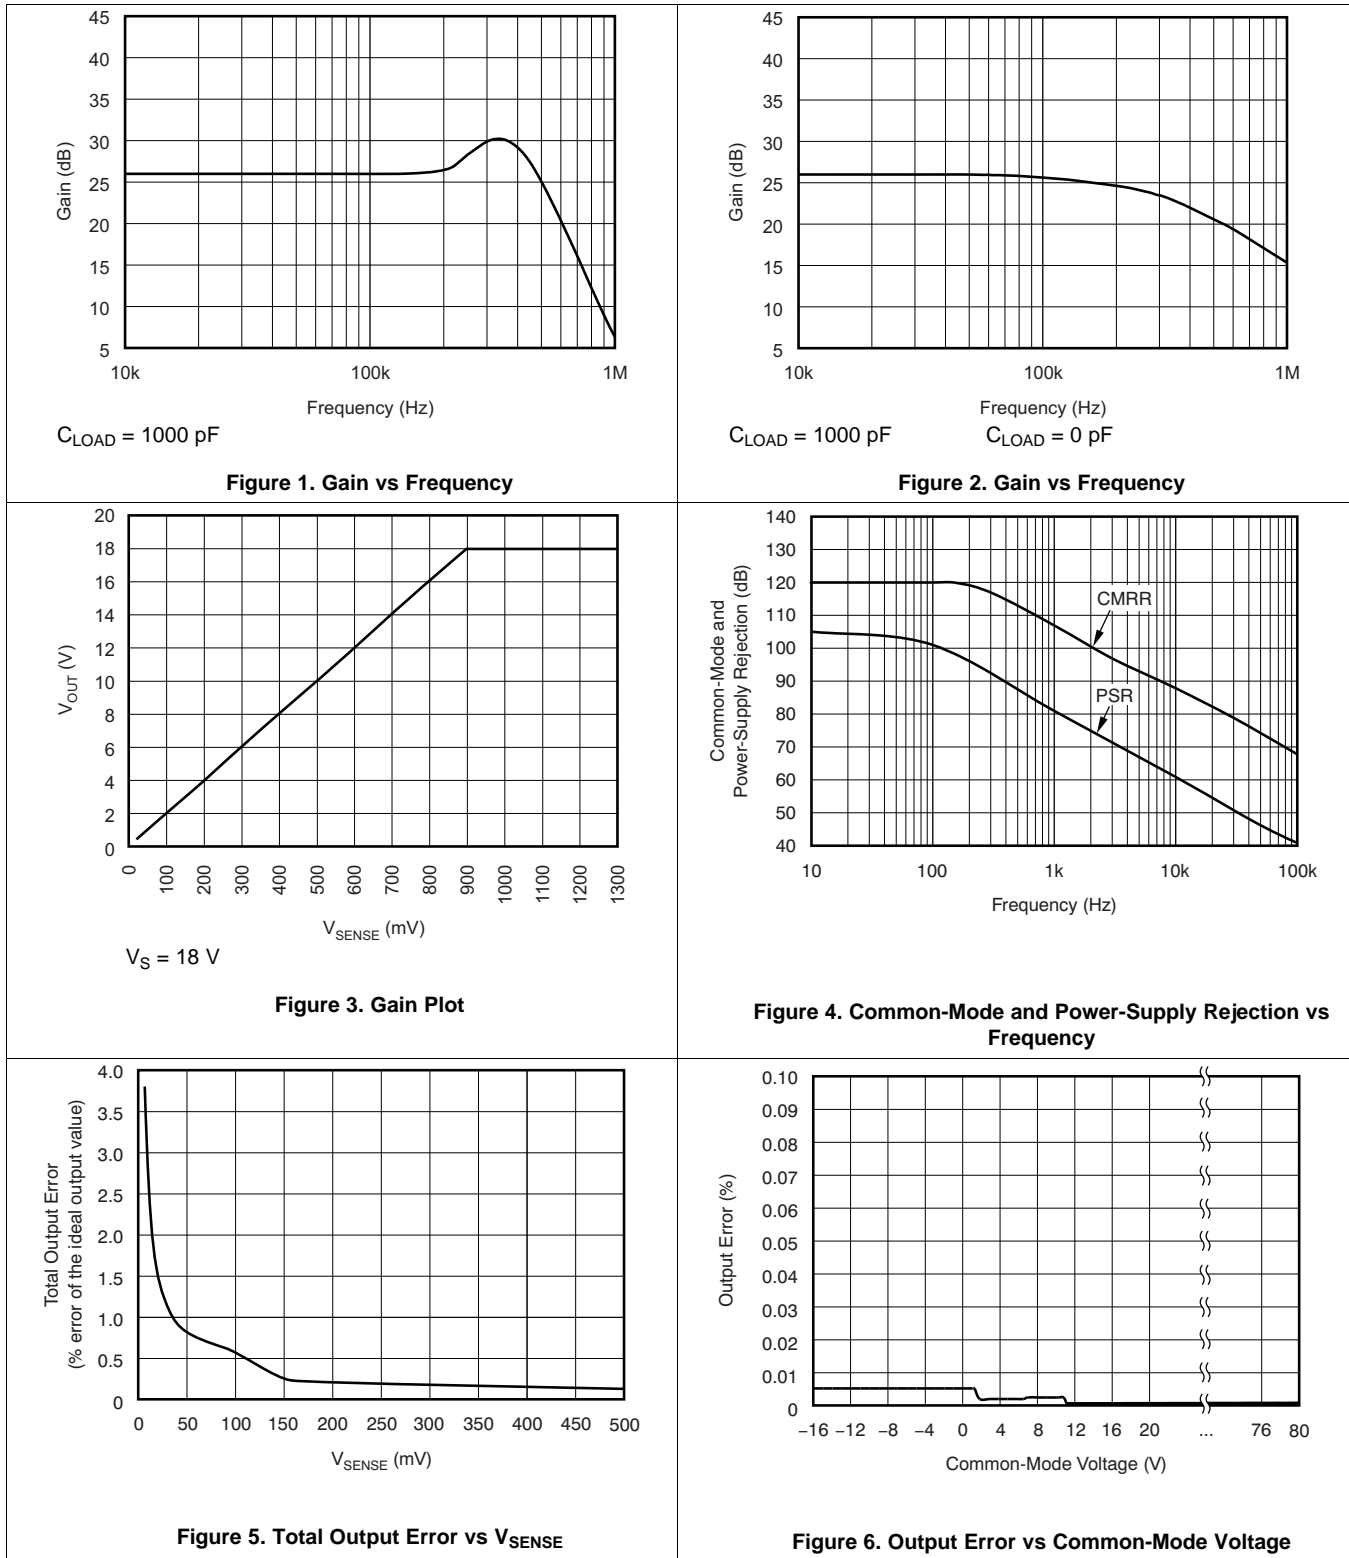 45
40
35
30
25
20
15
10
5
Gain (dB)
10k 100k 1M
Frequency (Hz)
C_LOAD = 1000 pF
Figure 1. Gain vs Frequency
45
40
35
30
25
20
15
10
5
Gain (dB)
10k 100k 1M
Frequency (Hz)
C_LOAD = 1000 pF C_LOAD = 0 pF
Figure 2. Gain vs Frequency
20
18
16
14
12
10
8
6
4
2
0
V_OUT (V)
0 100 200 300 400 500 600 700 800 900 1000 1100 1200 1300
V_SENSE (mV)
V_S = 18 V
Figure 3. Gain Plot
140
130
120
110
100
90
80
70
60
50
40
Common-Mode and
Power-Supply Rejection (dB)
CMRR
PSR
10 100 1k 10k 100k
Frequency (Hz)
Figure 4. Common-Mode and Power-Supply Rejection vs
Frequency
4.0
3.5
3.0
2.5
2.0
1.5
1.0
0.5
0
Total Output Error
(% error of the ideal output value)
0 50 100 150 200 250 300 350 400 450 500
V_SENSE (mV)
Figure 5. Total Output Error vs V_SENSE
0.10
0.09
0.08
0.07
0.06
0.05
0.04
0.03
0.02
0.01
0
Output Error (%)
−16 −12 −8 −4 0 4 8 12 16 20 ... 76 80
Common-Mode Voltage (V)
Figure 6. Output Error vs Common-Mode Voltage